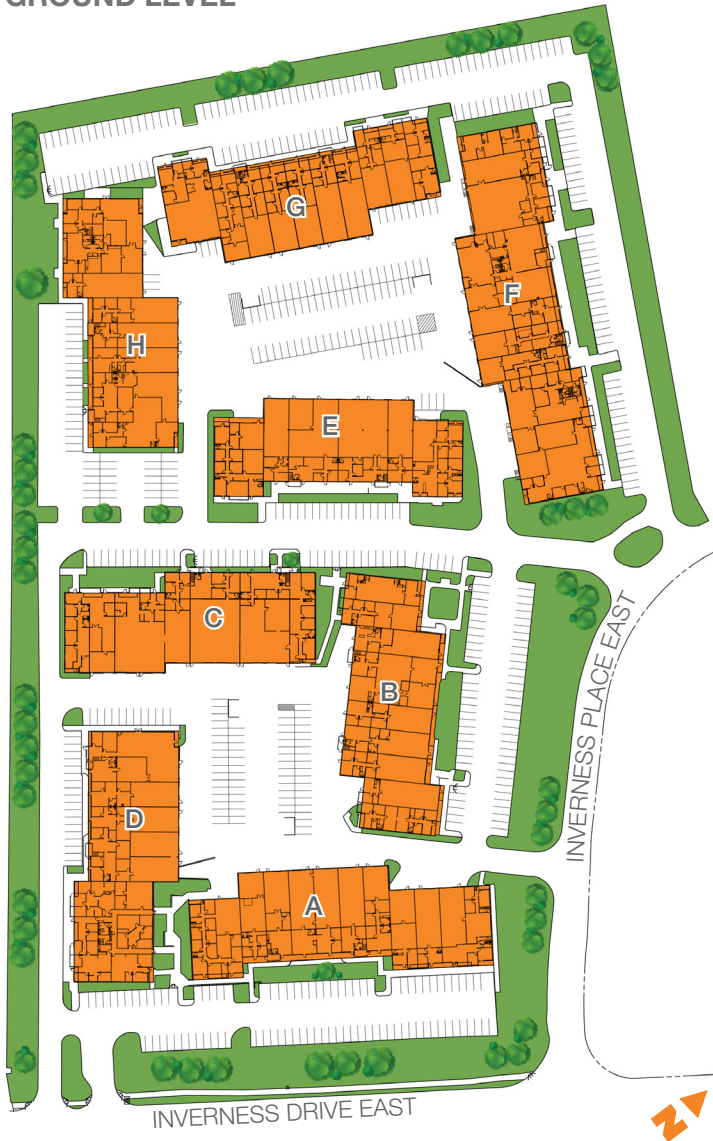 GROUND LEVEL
G
F
H
E
C
B
D
A
INVERNESS PLACE EAST
INVERNESS DRIVE EAST
N